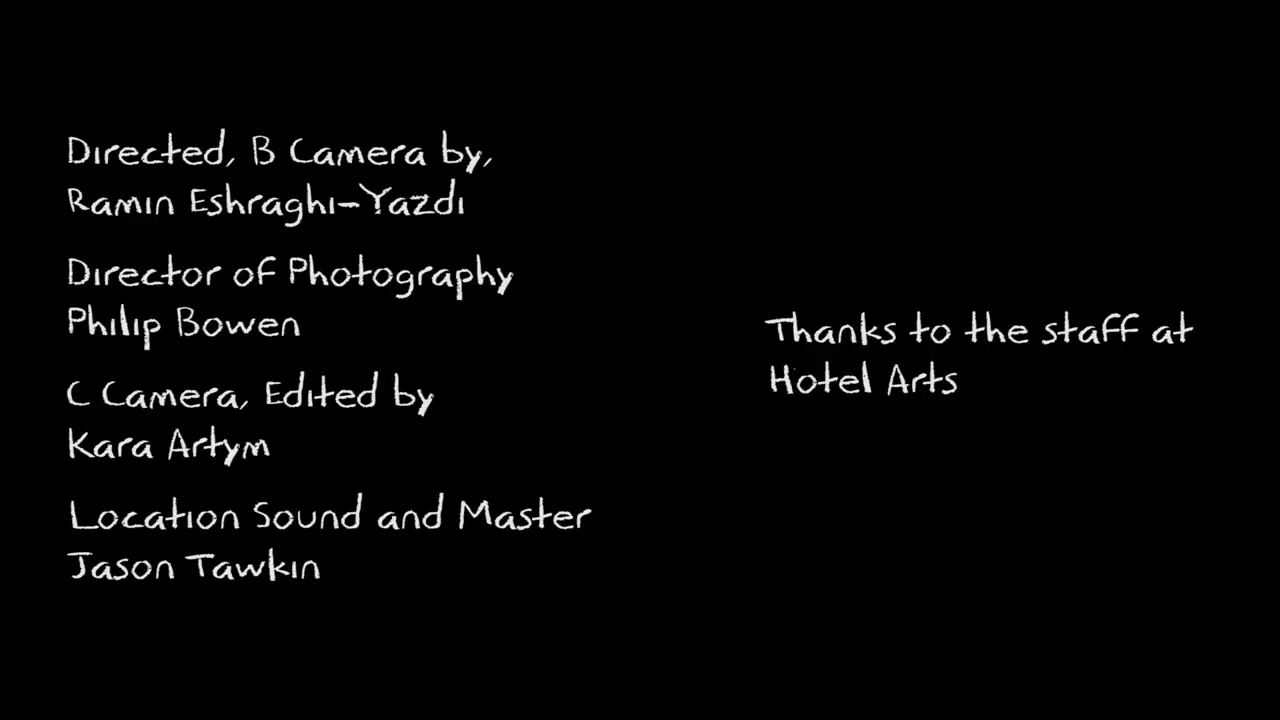 Directed, B Camera by,
Ramin Eshraghi-Yazdi
Director of Photography
Philip Bowen
C Camera, Edited by
Kara Artym
Location Sound and Master
Jason Tawkin
Thanks to the staff at
Hotel Arts